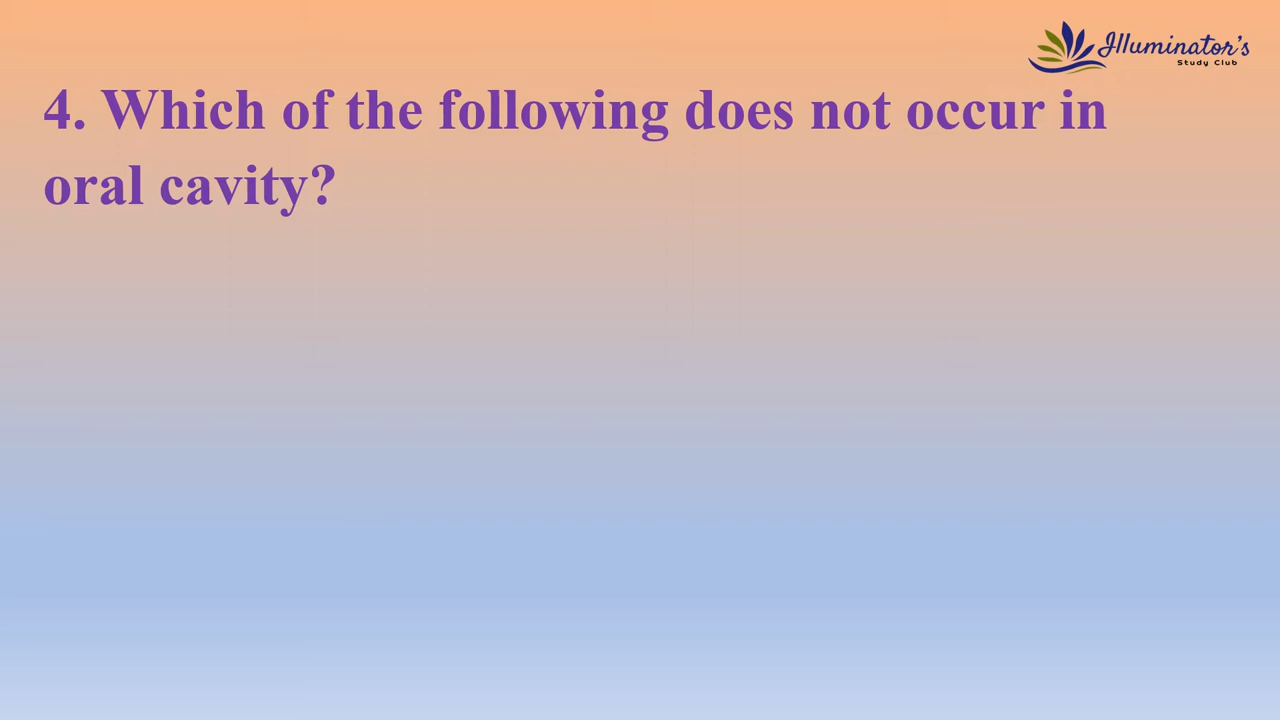 Illuminator's
Study Club
4. Which of the following does not occur in
oral cavity?